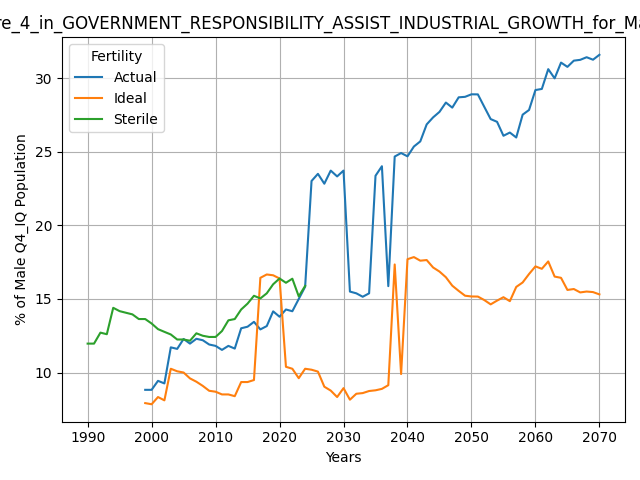 re_4_in_GOVERNMENT_RESPONSIBILITY_ASSIST_INDUSTRIAL_GROWTH_for_Ma
Fertility
Actual
Ideal
Sterile
% of Male Q4_IQ Population
30
25
20
15
10
1990 2000 2010 2020 2030 2040 2050 2060 2070
Years